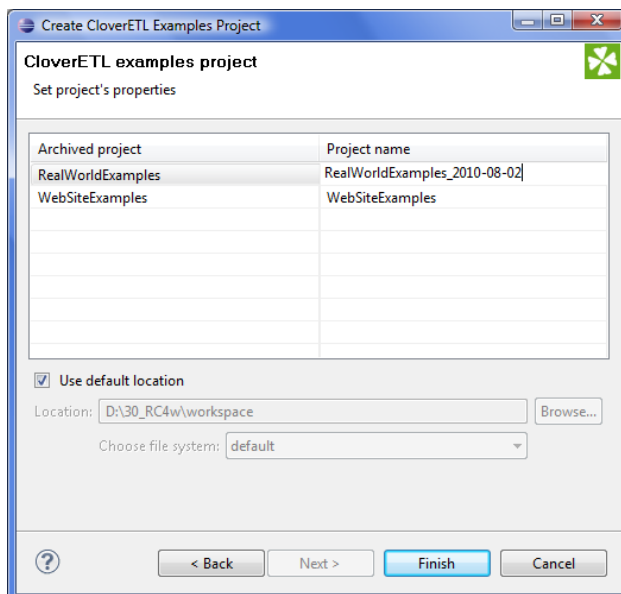 Create CloverETL Examples Project
CloverETL examples project
Set project's properties
Archived project Project name
RealWorldExamples RealWorldExamples_2010-08-02
WebSiteExamples WebSiteExamples
Use default location
Location: D:\30_RC4w\workspace Browse...
Choose file system: default
? < Back Next > Finish Cancel